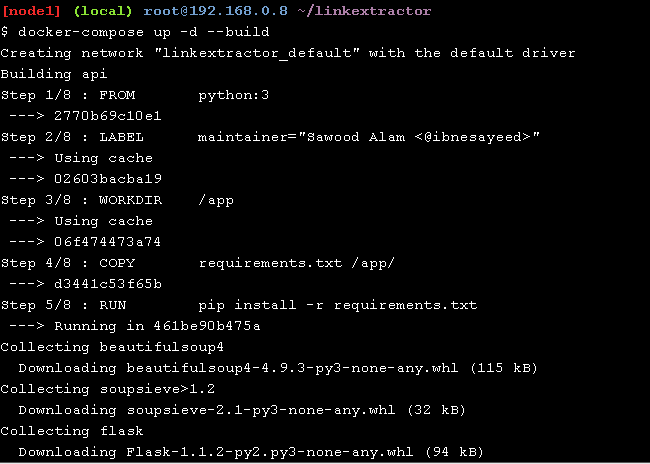 [node1] (local) root@192.168.0.8 ~/linkextractor
$ docker-compose up -d --build
Creating network "linkextractor_default" with the default driver
Building api
Step 1/8 : FROM       python:3
 ---> 2770b69c10e1
Step 2/8 : LABEL      maintainer="Sawood Alam <@ibnesayeed>"
 ---> Using cache
 ---> 02603bacba19
Step 3/8 : WORKDIR    /app
 ---> Using cache
 ---> 06f474473a74
Step 4/8 : COPY       requirements.txt /app/
 ---> d3441c53f65b
Step 5/8 : RUN        pip install -r requirements.txt
 ---> Running in 461be90b475a
Collecting beautifulsoup4
  Downloading beautifulsoup4-4.9.3-py3-none-any.whl (115 kB)
Collecting soupsieve>1.2
  Downloading soupsieve-2.1-py3-none-any.whl (32 kB)
Collecting flask
  Downloading Flask-1.1.2-py2.py3-none-any.whl (94 kB)